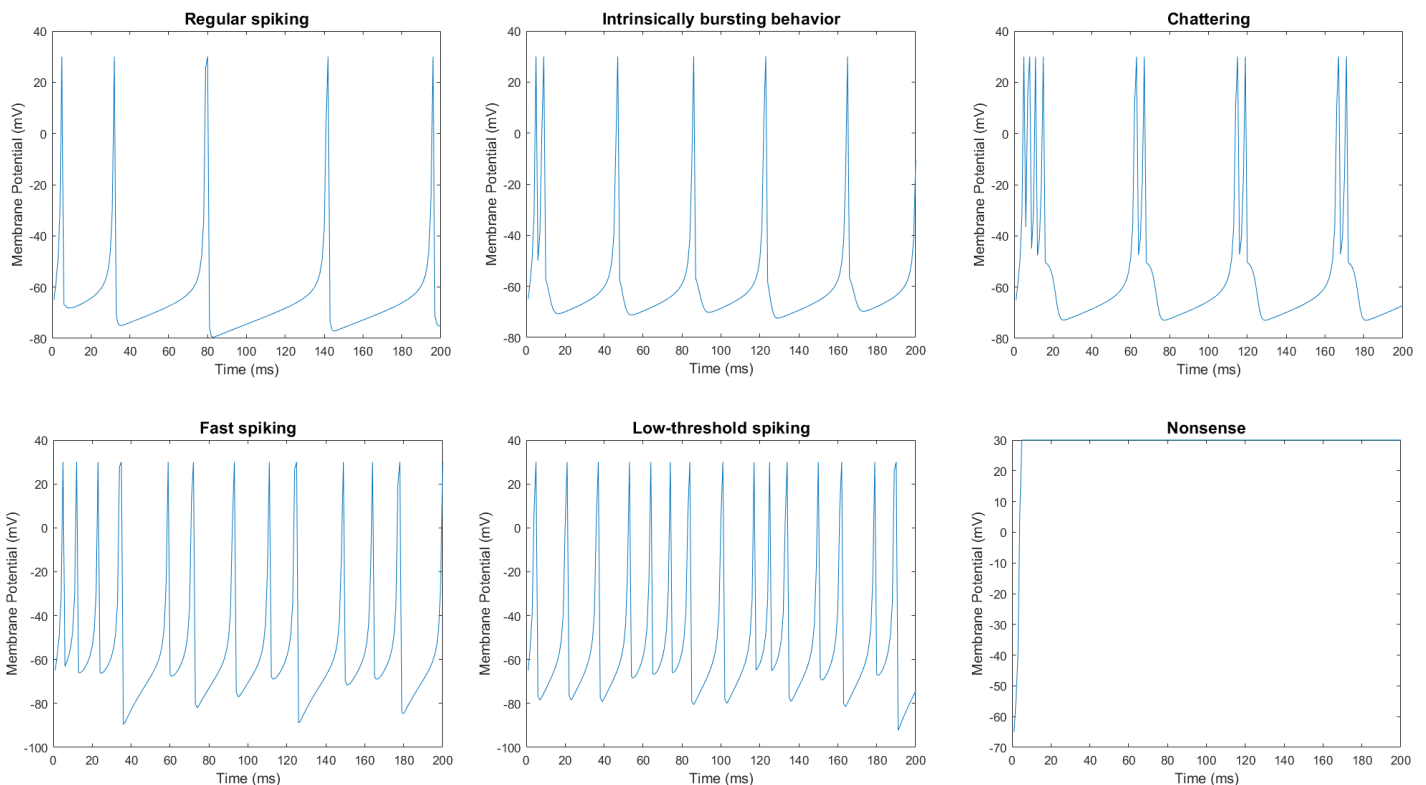 Regular spiking
Membrane Potential (mV)
40
20
0
-20
-40
-60
-80
0 20 40 60 80 100 120 140 160 180 200
Time (ms)
Intrinsically bursting behavior
Membrane Potential (mV)
40
20
0
-20
-40
-60
-80
0 20 40 60 80 100 120 140 160 180 200
Time (ms)
Chattering
Membrane Potential (mV)
40
20
0
-20
-40
-60
-80
0 20 40 60 80 100 120 140 160 180 200
Time (ms)
Fast spiking
Membrane Potential (mV)
40
20
0
-20
-40
-60
-80
-100
0 20 40 60 80 100 120 140 160 180 200
Time (ms)
Low-threshold spiking
Membrane Potential (mV)
40
20
0
-20
-40
-60
-80
-100
0 20 40 60 80 100 120 140 160 180 200
Time (ms)
Nonsense
Membrane Potential (mV)
30
20
10
0
-10
-20
-30
-40
-50
-60
-70
0 20 40 60 80 100 120 140 160 180 200
Time (ms)